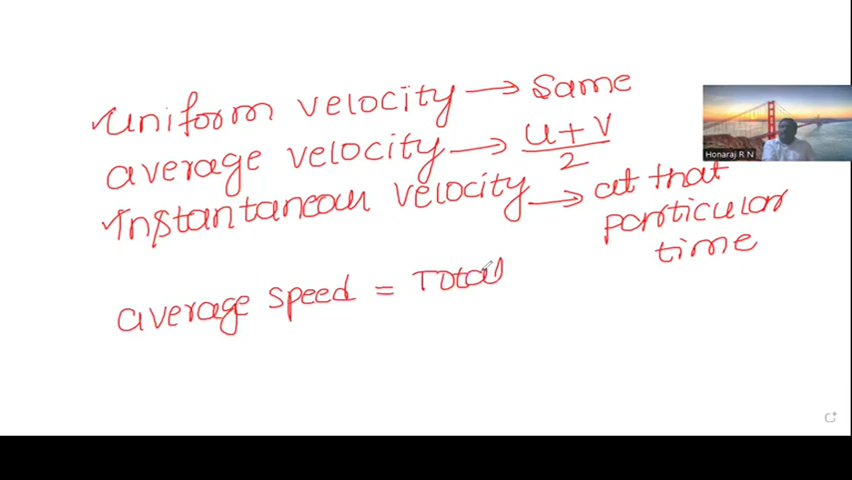 Uniform velocity → Same
average velocity → u+v/2
Instantaneous velocity → at that
particular
time
average speed = Total
Honaraj R N